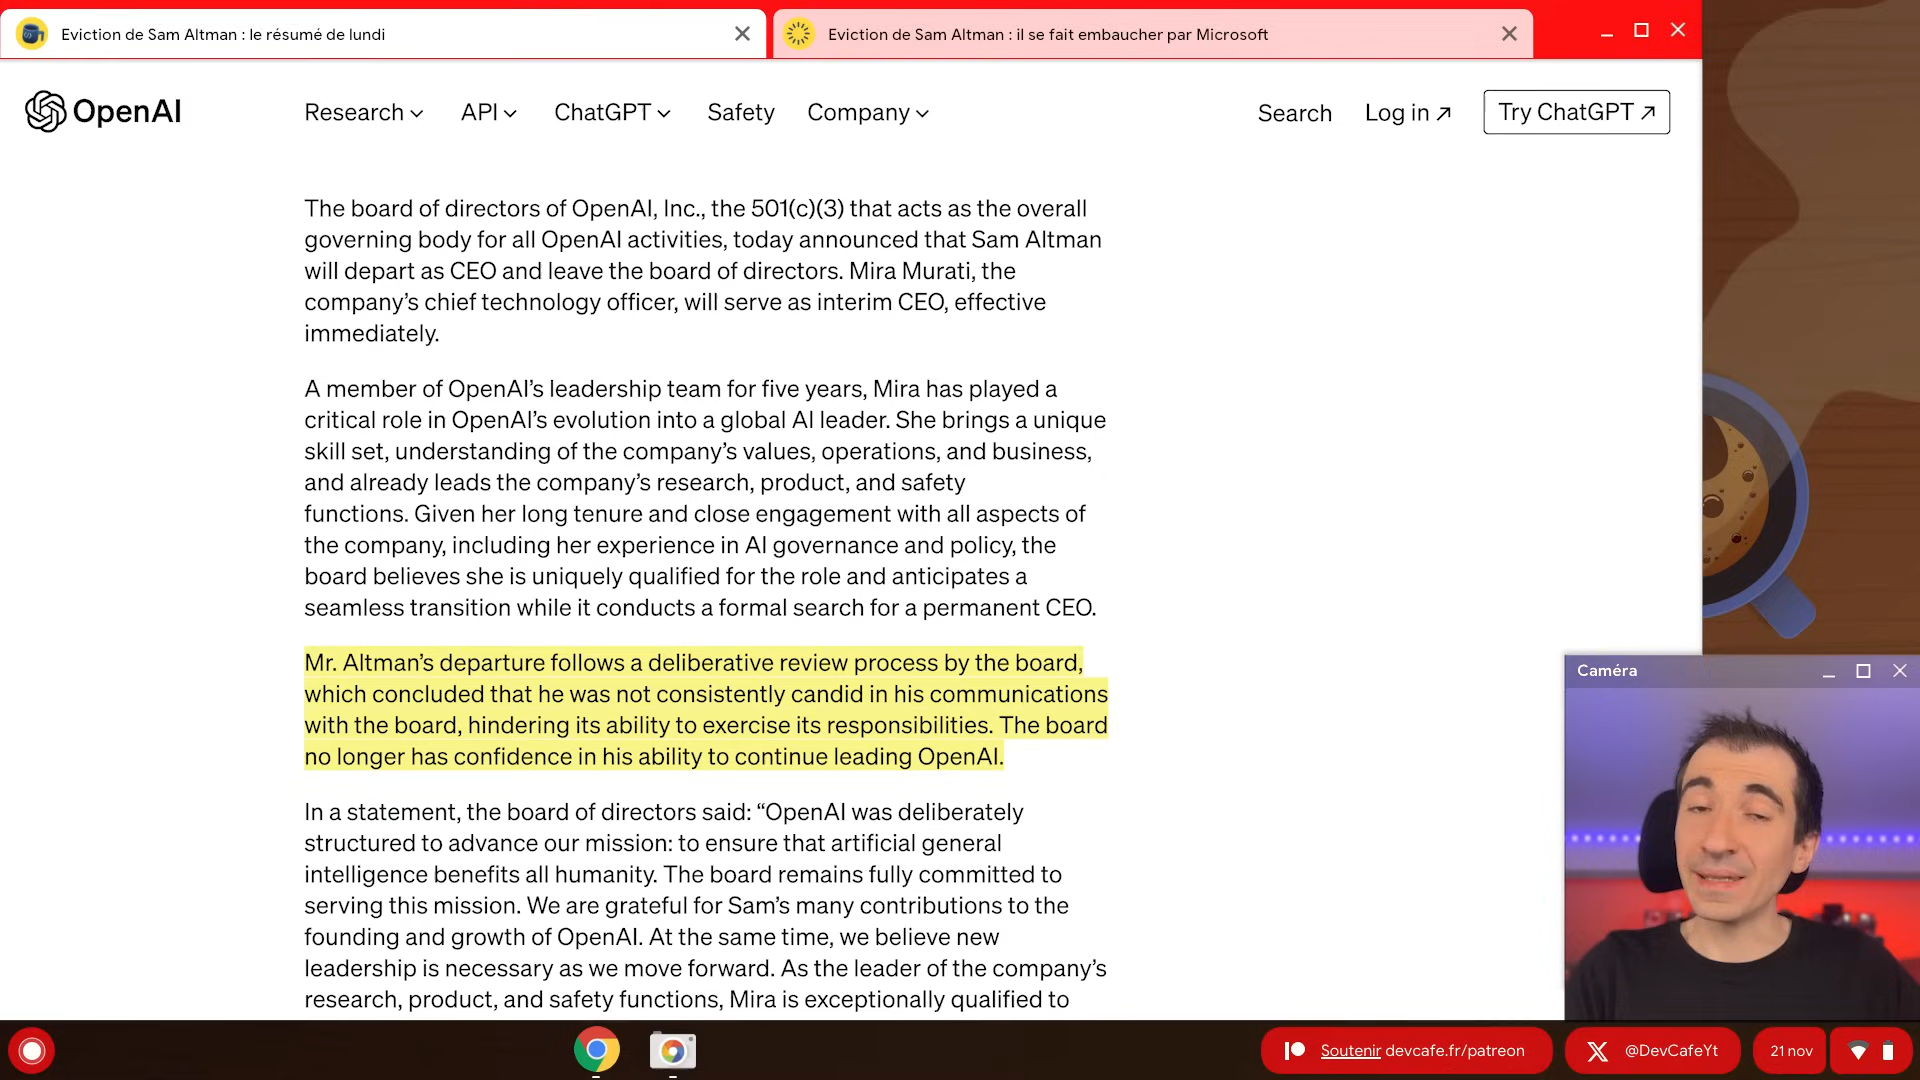 Eviction de Sam Altman : le résumé de lundi
Eviction de Sam Altman : il se fait embaucher par Microsoft
OpenAI
Research
API
ChatGPT
Safety
Company
Search
Log in ↗
Try ChatGPT ↗
The board of directors of OpenAI, Inc., the 501(c)(3) that acts as the overall
governing body for all OpenAI activities, today announced that Sam Altman
will depart as CEO and leave the board of directors. Mira Murati, the
company’s chief technology officer, will serve as interim CEO, effective
immediately.
A member of OpenAI’s leadership team for five years, Mira has played a
critical role in OpenAI’s evolution into a global AI leader. She brings a unique
skill set, understanding of the company’s values, operations, and business,
and already leads the company’s research, product, and safety
functions. Given her long tenure and close engagement with all aspects of
the company, including her experience in AI governance and policy, the
board believes she is uniquely qualified for the role and anticipates a
seamless transition while it conducts a formal search for a permanent CEO.
Mr. Altman’s departure follows a deliberative review process by the board,
which concluded that he was not consistently candid in his communications
with the board, hindering its ability to exercise its responsibilities. The board
no longer has confidence in his ability to continue leading OpenAI.
In a statement, the board of directors said: “OpenAI was deliberately
structured to advance our mission: to ensure that artificial general
intelligence benefits all humanity. The board remains fully committed to
serving this mission. We are grateful for Sam’s many contributions to the
founding and growth of OpenAI. At the same time, we believe new
leadership is necessary as we move forward. As the leader of the company’s
research, product, and safety functions, Mira is exceptionally qualified to
Caméra
Soutenir devcafe.fr/patreon
@DevCafeYt
21 nov